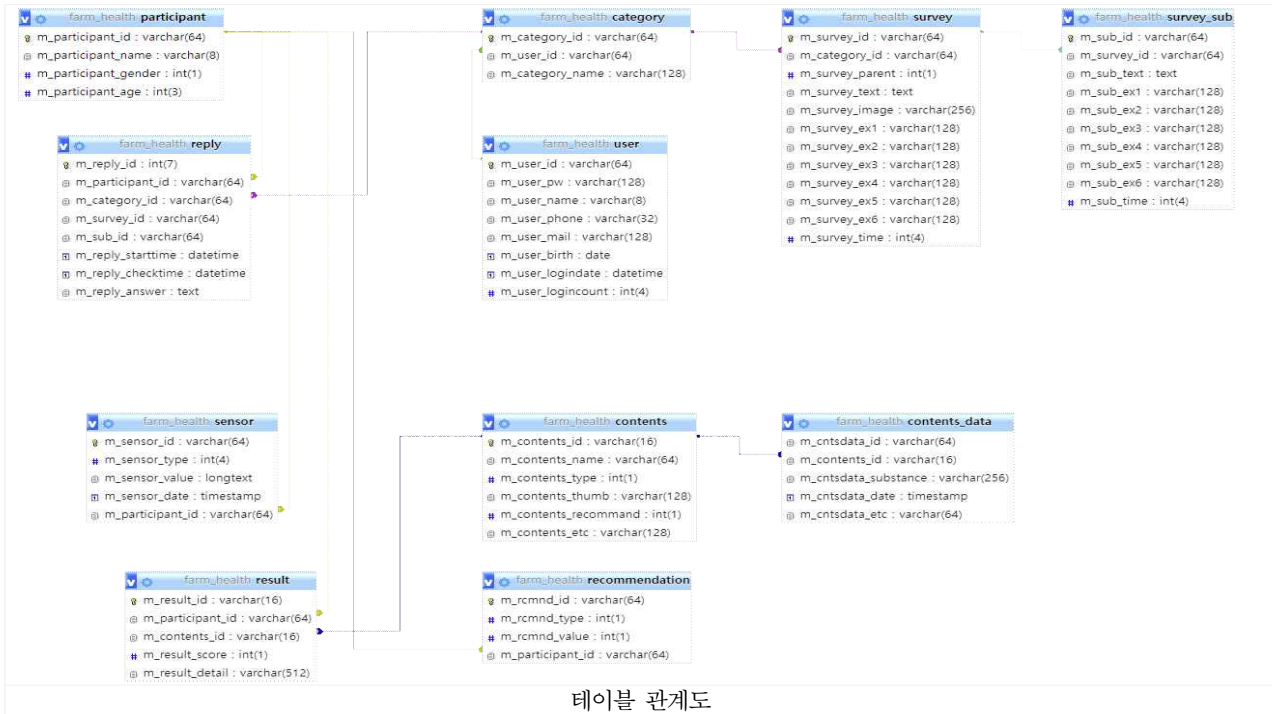 farm_health participant
m_participant_id : varchar(64)
m_participant_name : varchar(8)
m_participant_gender : int(1)
m_participant_age : int(3)
farm_health category
m_category_id : varchar(64)
m_user_id : varchar(64)
m_category_name : varchar(128)
farm_health survey
m_survey_id : varchar(64)
m_category_id : varchar(64)
m_survey_parent : int(1)
m_survey_text : text
m_survey_image : varchar(256)
m_survey_ex1 : varchar(128)
m_survey_ex2 : varchar(128)
m_survey_ex3 : varchar(128)
m_survey_ex4 : varchar(128)
m_survey_ex5 : varchar(128)
m_survey_ex6 : varchar(128)
m_survey_time : int(4)
farm_health survey_sub
m_sub_id : varchar(64)
m_survey_id : varchar(64)
m_sub_text : text
m_sub_ex1 : varchar(128)
m_sub_ex2 : varchar(128)
m_sub_ex3 : varchar(128)
m_sub_ex4 : varchar(128)
m_sub_ex5 : varchar(128)
m_sub_ex6 : varchar(128)
m_sub_time : int(4)
farm_health reply
m_reply_id : int(7)
m_participant_id : varchar(64)
m_category_id : varchar(64)
m_survey_id : varchar(64)
m_sub_id : varchar(64)
m_reply_starttime : datetime
m_reply_checktime : datetime
m_reply_answer : text
farm_health user
m_user_id : varchar(64)
m_user_pw : varchar(128)
m_user_name : varchar(8)
m_user_phone : varchar(32)
m_user_mail : varchar(128)
m_user_birth : date
m_user_logindate : datetime
m_user_logincount : int(4)
farm_health sensor
m_sensor_id : varchar(64)
m_sensor_type : int(4)
m_sensor_value : longtext
m_sensor_date : timestamp
m_participant_id : varchar(64)
farm_health contents
m_contents_id : varchar(16)
m_contents_name : varchar(64)
m_contents_type : int(1)
m_contents_thumb : varchar(128)
m_contents_recommand : int(1)
m_contents_etc : varchar(128)
farm_health contents_data
m_cntsdata_id : varchar(64)
m_contents_id : varchar(16)
m_cntsdata_substance : varchar(256)
m_cntsdata_date : timestamp
m_cntsdata_etc : varchar(64)
farm_health result
m_result_id : varchar(16)
m_participant_id : varchar(64)
m_contents_id : varchar(16)
m_result_score : int(1)
m_result_detail : varchar(512)
farm_health recommendation
m_rcmnd_id : varchar(64)
m_rcmnd_type : int(1)
m_rcmnd_value : int(1)
m_participant_id : varchar(64)
테이블 관계도